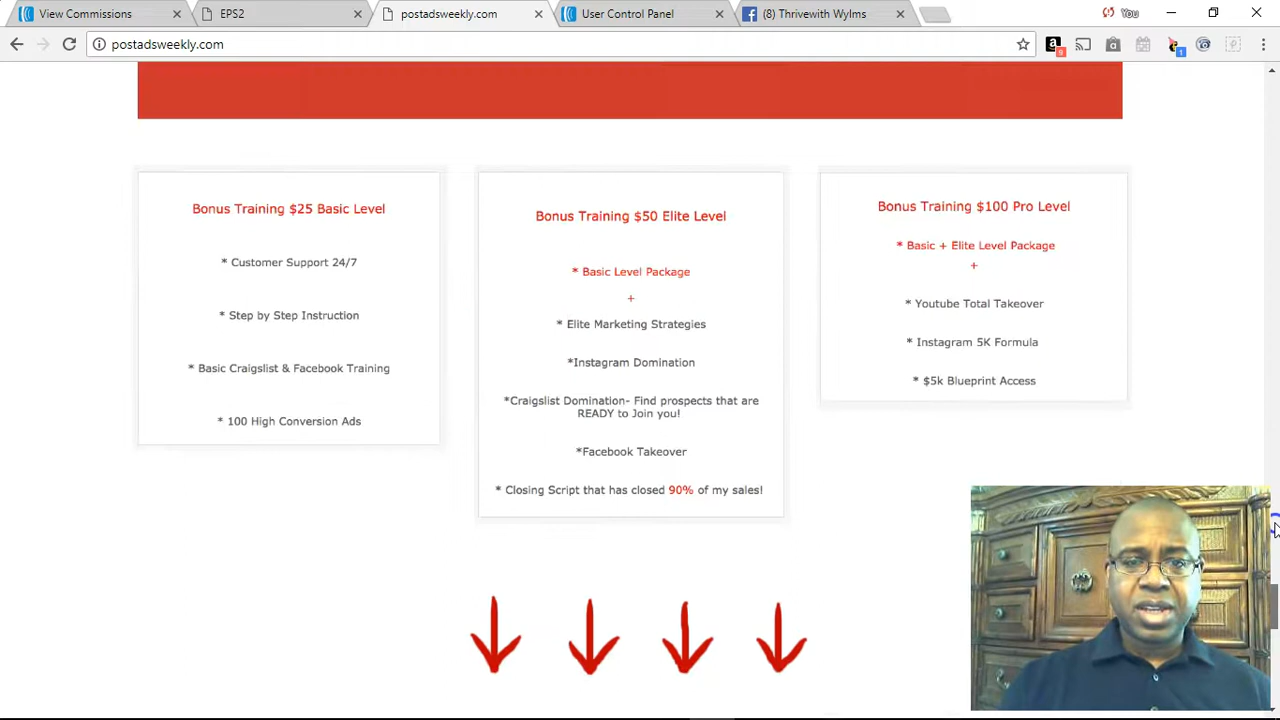 View Commissions
EPS2
postadsweekly.com
User Control Panel
(8) Thrivewith Wylms
You
postadsweekly.com
9
1
Bonus Training $25 Basic Level
* Customer Support 24/7
* Step by Step Instruction
* Basic Craigslist & Facebook Training
* 100 High Conversion Ads
Bonus Training $50 Elite Level
* Basic Level Package
+
* Elite Marketing Strategies
*Instagram Domination
*Craigslist Domination- Find prospects that are
READY to Join you!
*Facebook Takeover
* Closing Script that has closed 90% of my sales!
Bonus Training $100 Pro Level
* Basic + Elite Level Package
+
* Youtube Total Takeover
* Instagram 5K Formula
* $5k Blueprint Access